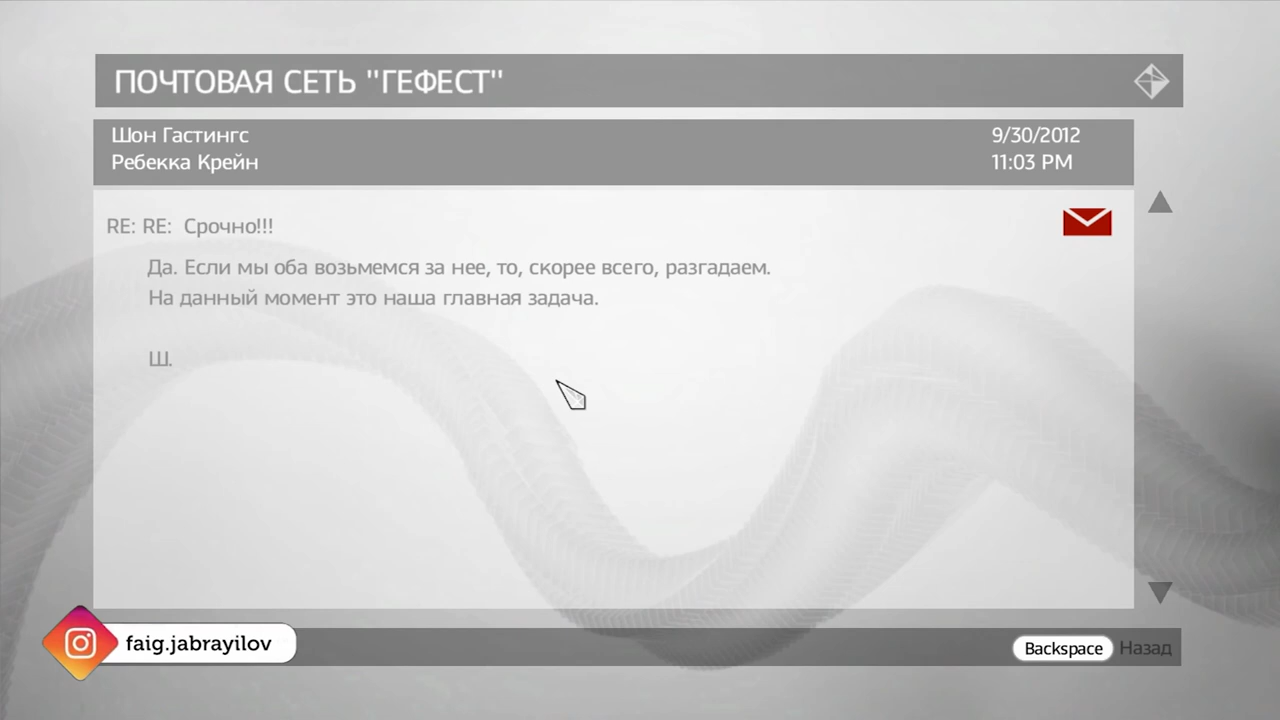 ПОЧТОВАЯ СЕТЬ "ГЕФЕСТ"
Шон Гастингс 9/30/2012
Ребекка Крейн 11:03 PM
RE: RE: Срочно!!!
Да. Если мы оба возьмемся за нее, то, скорее всего, разгадаем.
На данный момент это наша главная задача.
Ш.
faig.jabrayilov
Backspace Назад